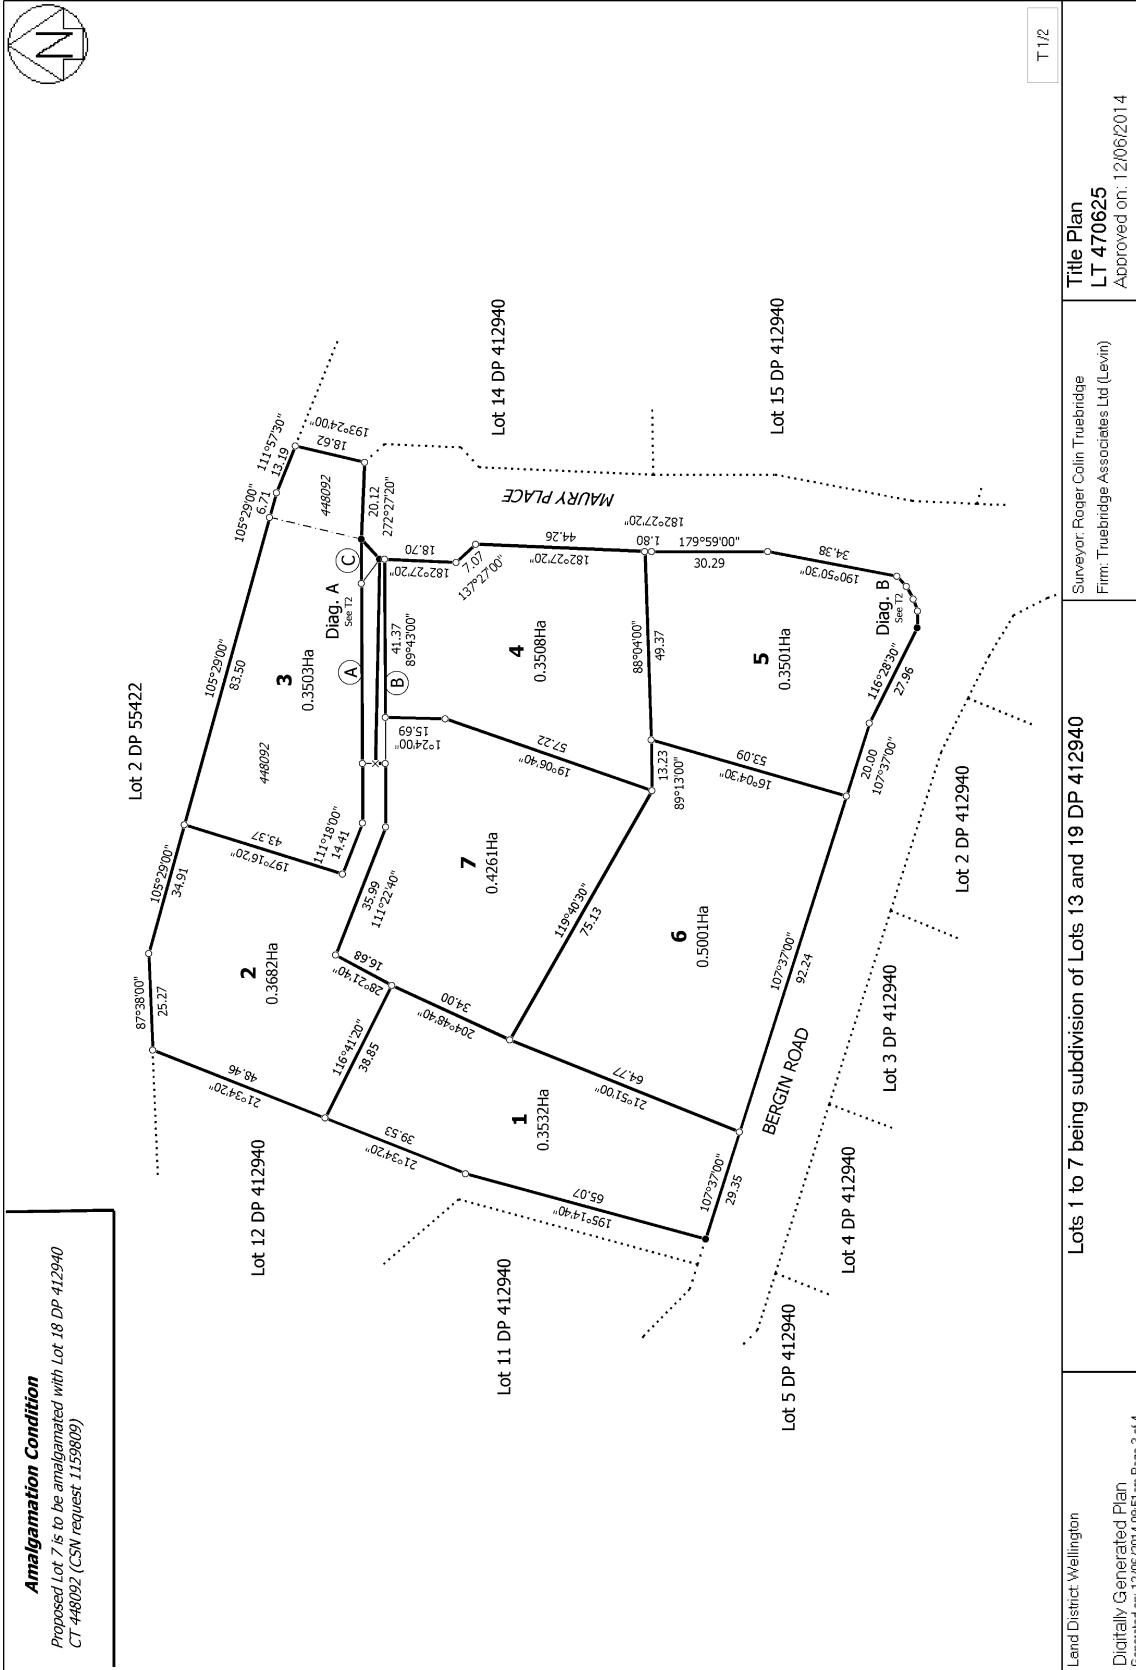 Amalgamation Condition
Proposed Lot 7 is to be amalgamated with Lot 18 DP 412940
CT 448092 (CSN request 1159809)
N
Lot 2 DP 55422
Lot 12 DP 412940
Lot 11 DP 412940
Lot 14 DP 412940
Lot 15 DP 412940
87°38'00"
25.27
105°29'00"
34.91
105°29'00"
83.50
105°29'00"
6.71
111°57'30"
13.19
193°24'00"
18.62
448092
20.12
272°27'20"
21°34'20"
48.46
2
0.3682Ha
197°16'20"
43.37
448092
3
0.3503Ha
111°18'00"
14.41
Diag. A
See T2
A
B
C
116°41'20"
38.85
28°21'40"
16.68
35.99
111°22'40"
41.37
89°43'00"
182°27'20"
18.70
7.07
137°27'00"
1°24'00"
15.69
21°34'20"
39.53
204°48'40"
34.00
7
0.4261Ha
19°06'40"
57.22
4
0.3508Ha
182°27'20"
44.26
MAURY PLACE
195°14'40"
65.07
1
0.3532Ha
21°51'00"
64.77
119°40'30"
75.13
13.23
89°13'00"
88°04'00"
49.37
1.80
182°27'20"
176°59'00"
30.29
6
0.5001Ha
16°04'30"
53.09
5
0.3501Ha
190°50'30"
34.38
Diag. B
See T2
107°37'00"
29.35
107°37'00"
92.24
20.00
107°37'00"
116°28'30"
27.96
BERGIN ROAD
Lot 5 DP 412940
Lot 4 DP 412940
Lot 3 DP 412940
Lot 2 DP 412940
T 1/2
Land District: Wellington
Digitally Generated Plan
Lots 1 to 7 being subdivision of Lots 13 and 19 DP 412940
Surveyor: Roger Colin Truebridge
Firm: Truebridge Associates Ltd (Levin)
Title Plan
LT 470625
Approved on: 12/06/2014